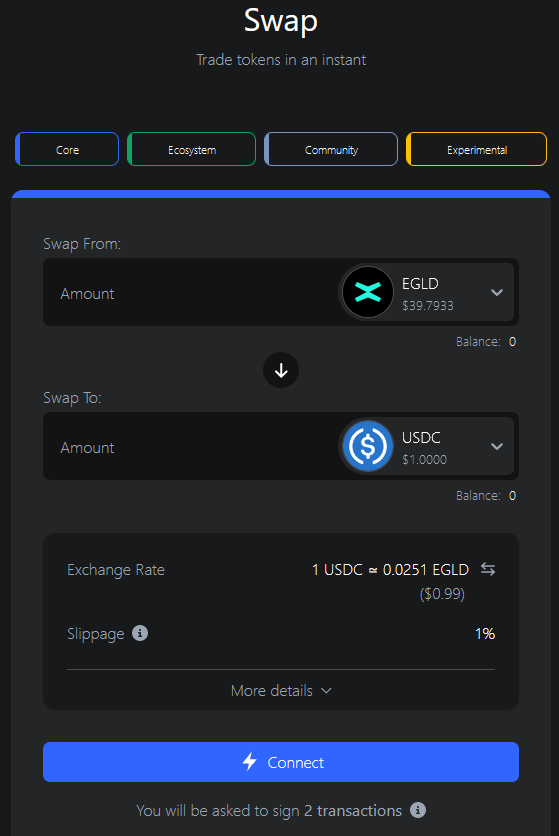 Swap
Trade tokens in an instant
Core
Ecosystem
Community
Experimental
Swap From:
Amount
EGLD
$39.7933
Balance: 0
Swap To:
Amount
USDC
$1.0000
Balance: 0
Exchange Rate
1 USDC ≃ 0.0251 EGLD
($0.99)
Slippage
1%
More details
Connect
You will be asked to sign 2 transactions